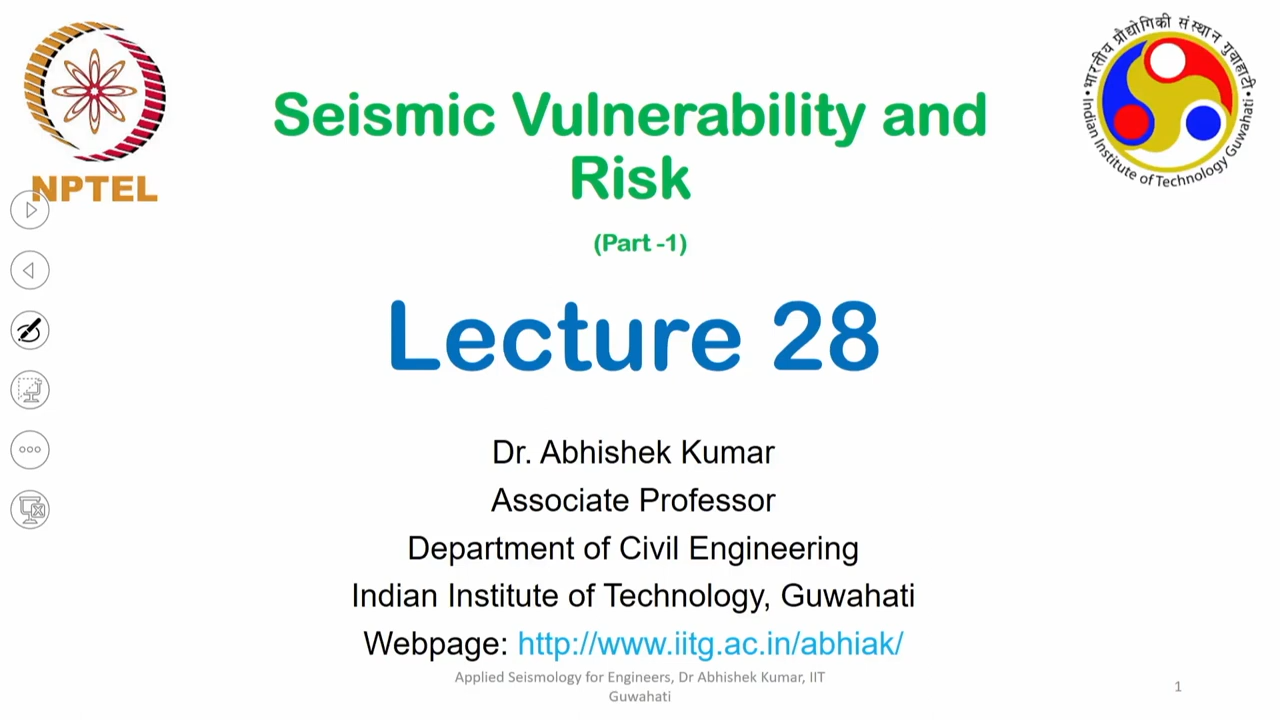 Seismic Vulnerability and
Risk
(Part -1)
Lecture 28
Dr. Abhishek Kumar
Associate Professor
Department of Civil Engineering
Indian Institute of Technology, Guwahati
Webpage: http://www.iitg.ac.in/abhiak/
Applied Seismology for Engineers, Dr Abhishek Kumar, IIT
Guwahati
1
NPTEL
भारतीय प्रौद्योगिकी संस्थान गुवाहाटी
Indian Institute of Technology Guwahati